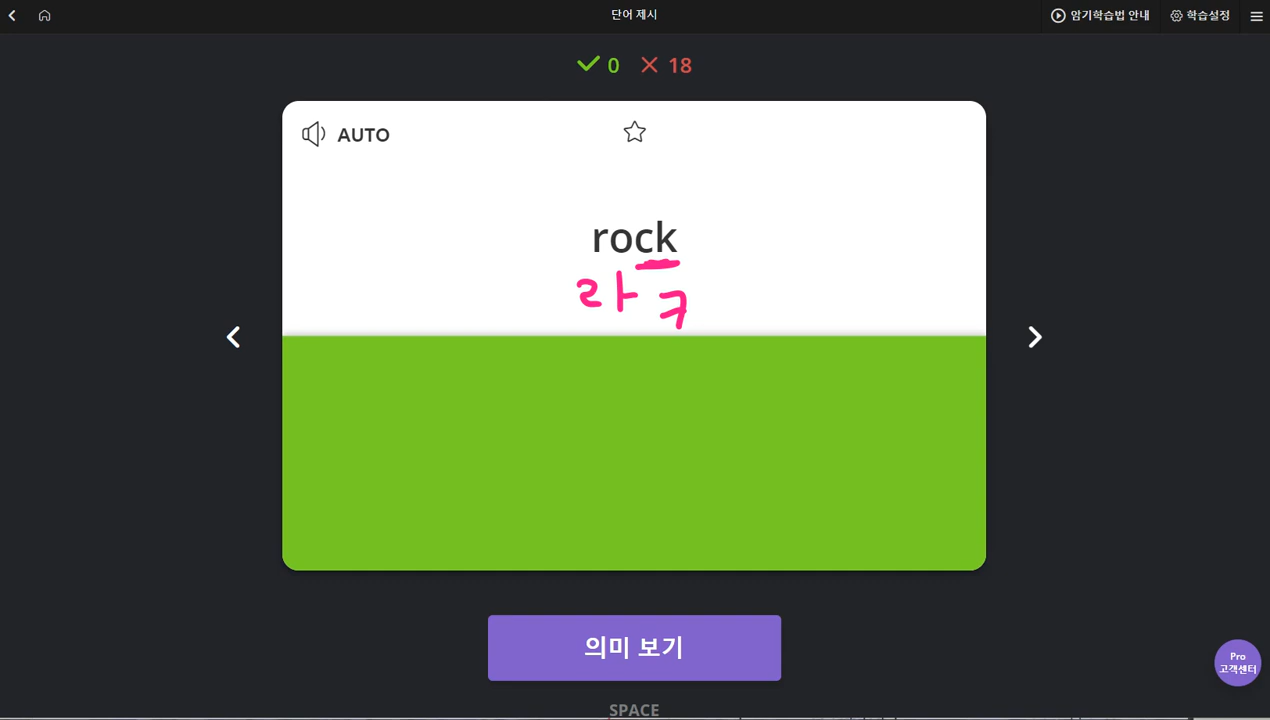 단어 제시
암기학습법 안내
학습설정
0
18
AUTO
rock
라 ㅋ
의미 보기
SPACE
Pro
고객센터